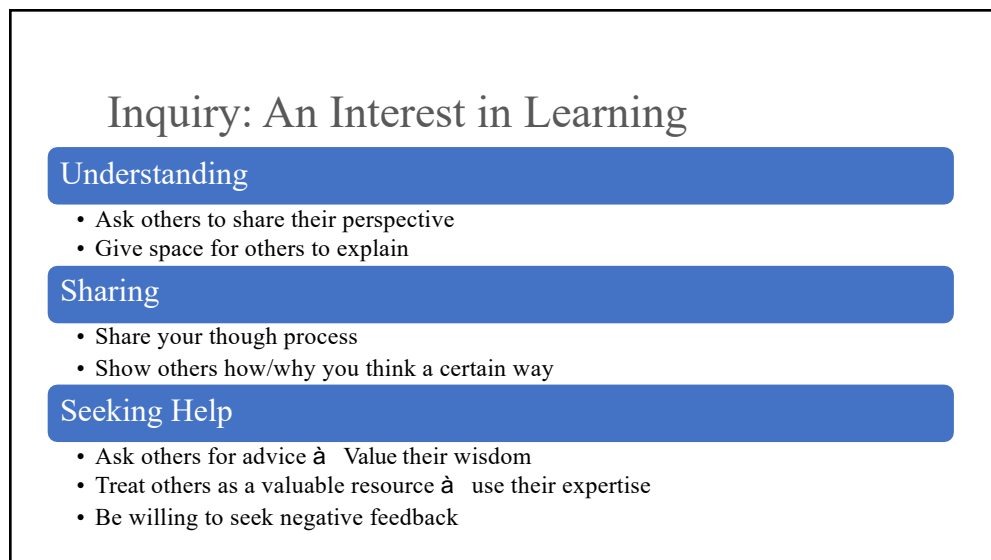 Inquiry: An Interest in Learning
Understanding
• Ask others to share their perspective
• Give space for others to explain
Sharing
• Share your though process
• Show others how/why you think a certain way
Seeking Help
• Ask others for advice à Value their wisdom
• Treat others as a valuable resource à use their expertise
• Be willing to seek negative feedback